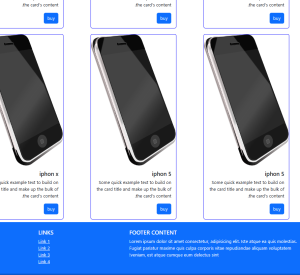 the card's content
the card's content
the card's content
buy
buy
buy
iphon x
iphon 5
iphon 5
Some quick example text to build on
the card title and make up the bulk of
the card's content
Some quick example text to build on
the card title and make up the bulk of
the card's content
Some quick example text to build on
the card title and make up the bulk of
the card's content
buy
buy
buy
LINKS
Link 1
Link 2
Link 3
Link 4
FOOTER CONTENT
Lorem ipsum dolor sit amet consectetur, adipisicing elit. Iste atque ea quis molestias.
Fugiat pariatur maxime quis culpa corporis vitae repudiandae aliquam voluptatem
veniam, est atque cumque eum delectus sint